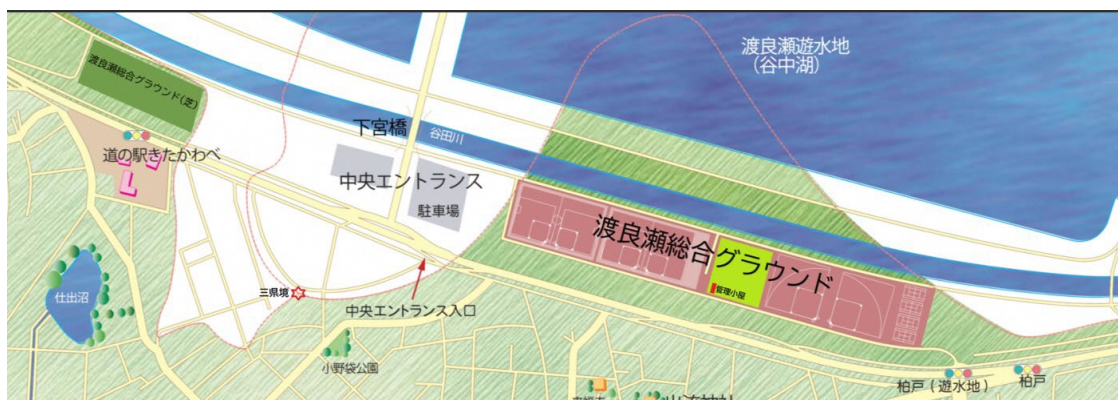 渡良瀬遊水地
(谷中湖)
渡良瀬総合グラウンド(芝)
下宮橋
谷田川
道の駅きたかわべ
中央エントランス
駐車場
渡良瀬総合グラウンド
管理小屋
三県境
仕出沼
中央エントランス入口
小野袋公園
柏戸(遊水地)
柏戸